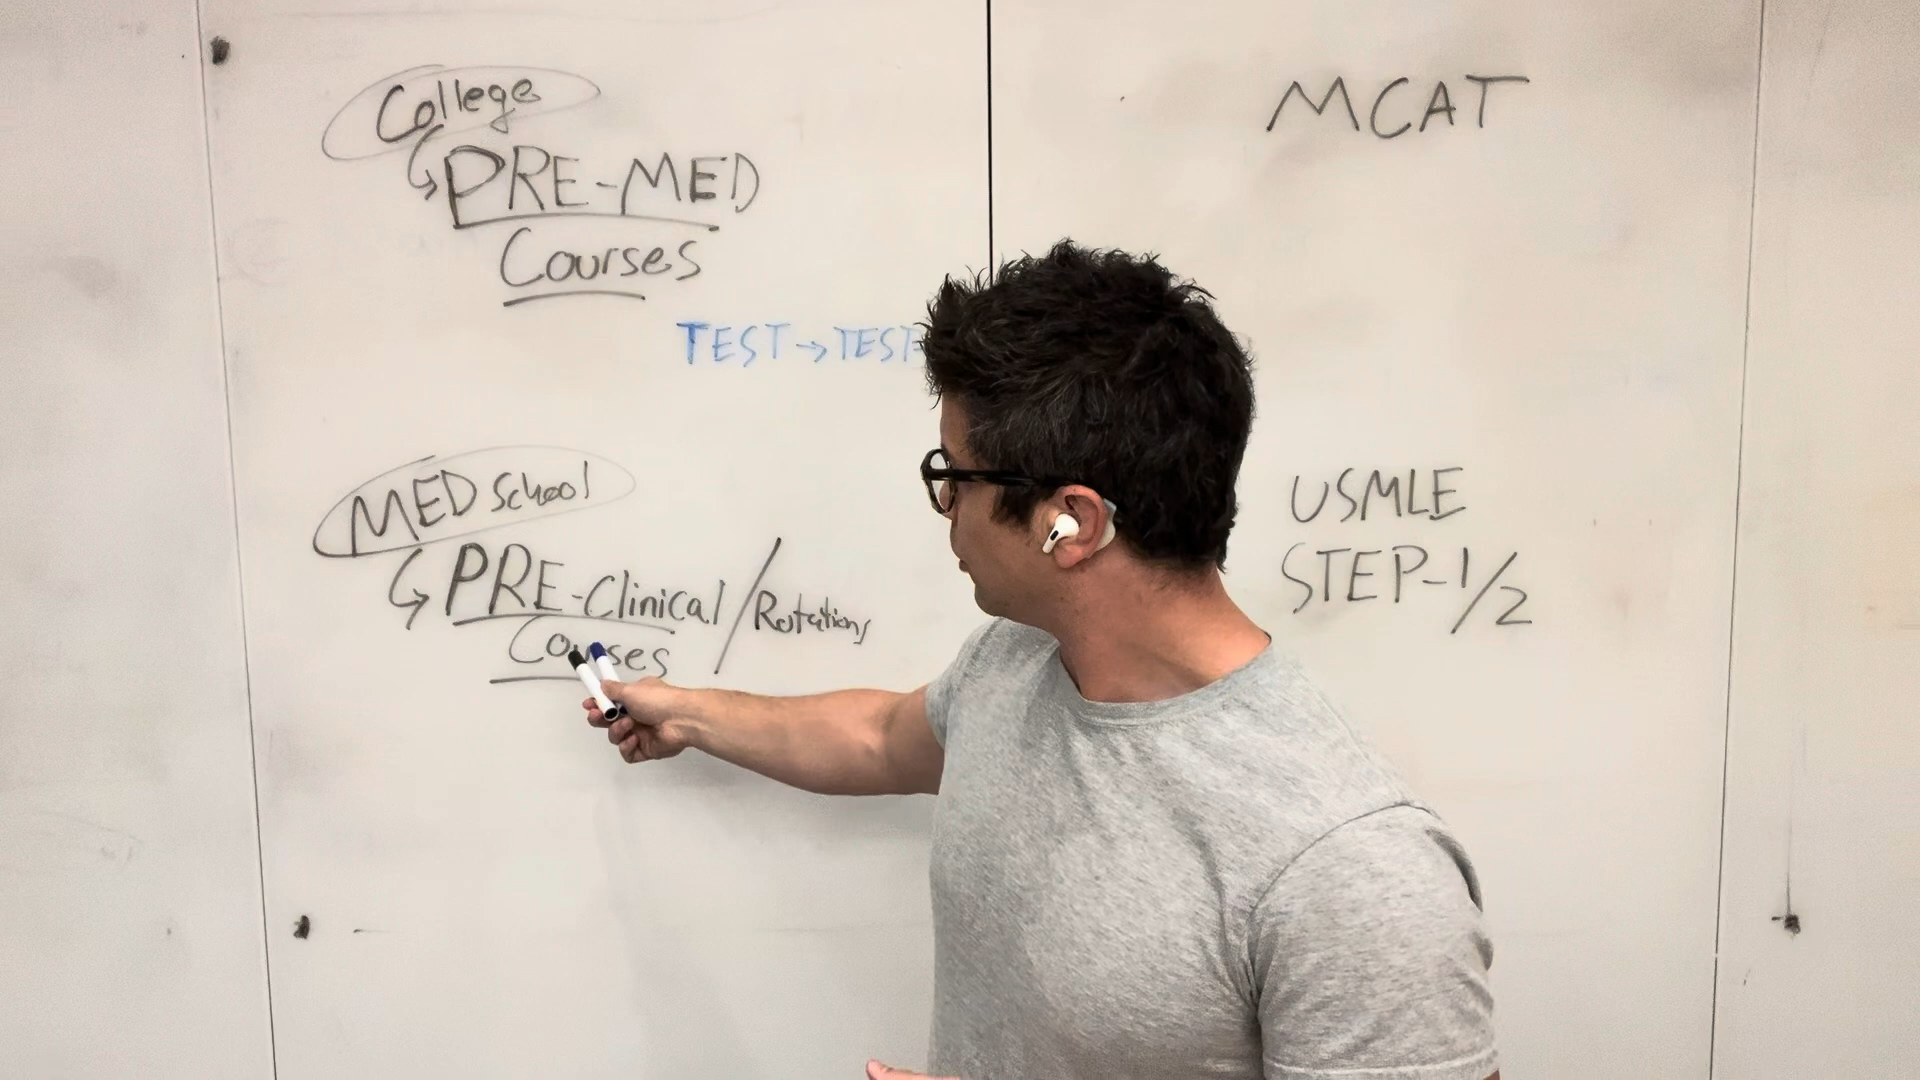 College
PRE-MED
Courses
MCAT
TEST → TEST
MED School
PRE-Clinical / Rotations
Courses
USMLE
STEP-1/2